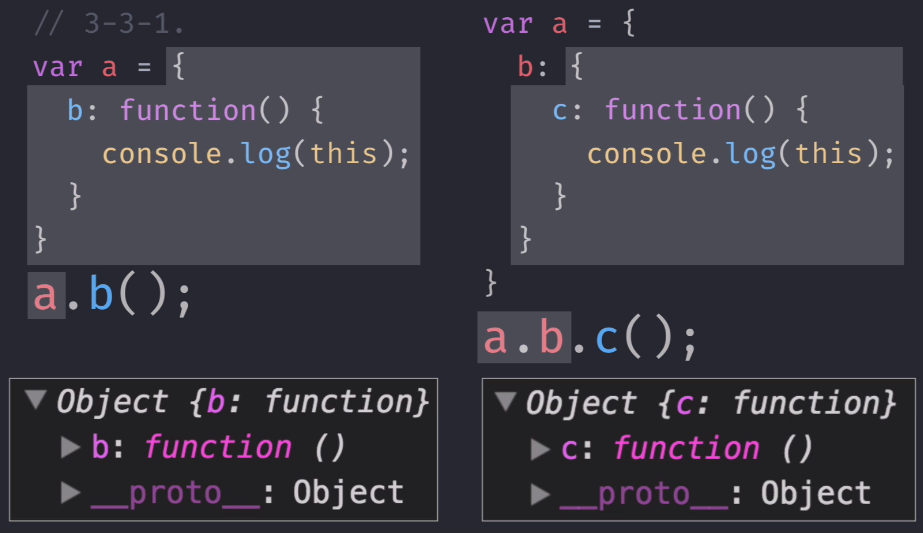 // 3-3-1.
var a = {
b: function() {
console.log(this);
}
}
a.b();
▼ Object {b: function}
▶ b: function ()
▶ __proto__: Object
var a = {
b: {
c: function() {
console.log(this);
}
}
}
a.b.c();
▼ Object {c: function}
▶ c: function ()
▶ __proto__: Object